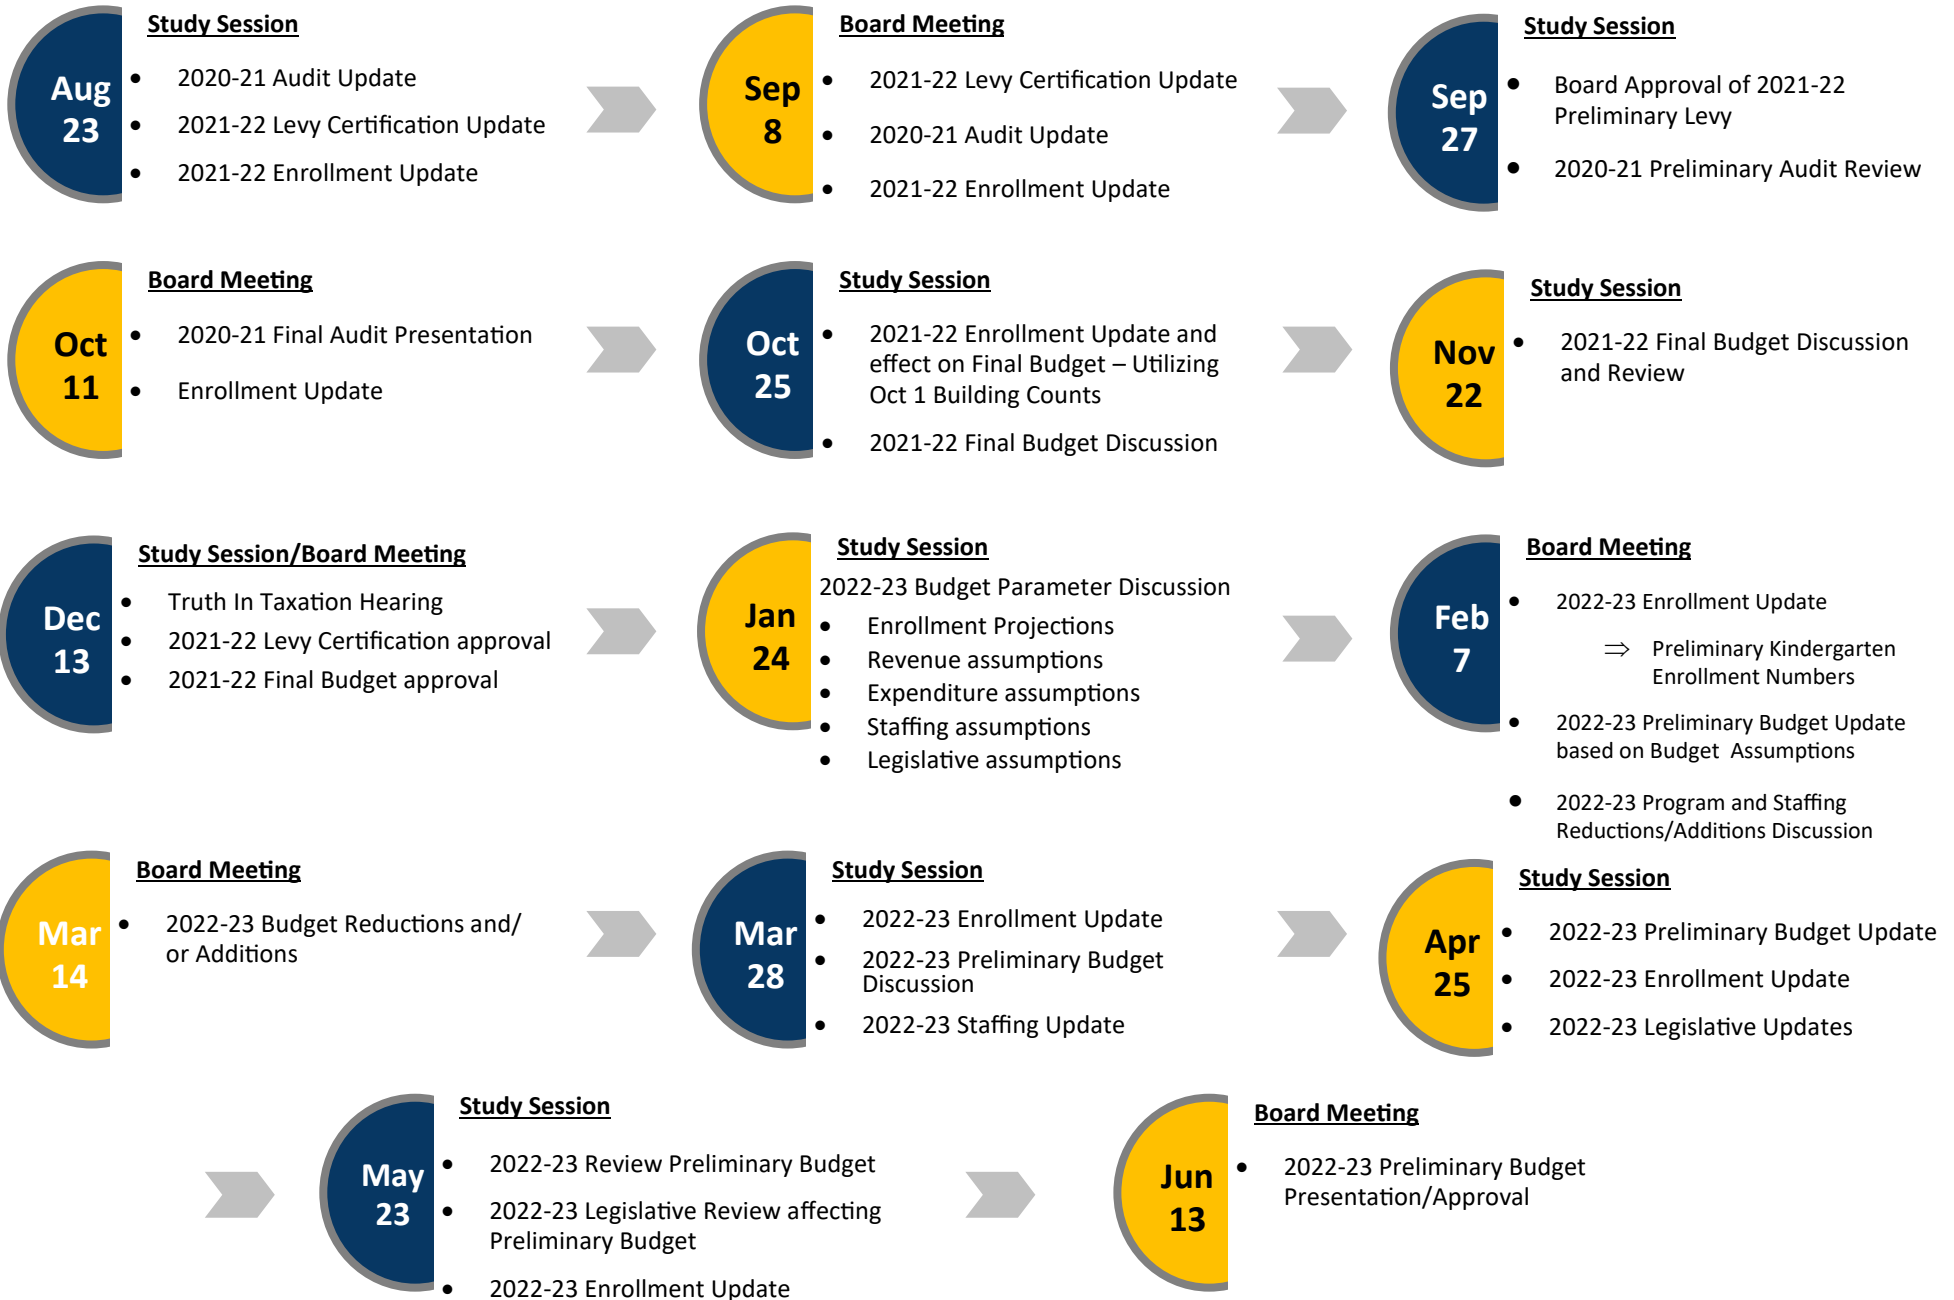 Aug
23
Study Session
• 2020-21 Audit Update
• 2021-22 Levy Certification Update
• 2021-22 Enrollment Update
Sep
8
Board Meeting
• 2021-22 Levy Certification Update
• 2020-21 Audit Update
• 2021-22 Enrollment Update
Sep
27
Study Session
• Board Approval of 2021-22
Preliminary Levy
• 2020-21 Preliminary Audit Review
Oct
11
Board Meeting
• 2020-21 Final Audit Presentation
• Enrollment Update
Oct
25
Study Session
• 2021-22 Enrollment Update and
effect on Final Budget – Utilizing
Oct 1 Building Counts
• 2021-22 Final Budget Discussion
Nov
22
Study Session
• 2021-22 Final Budget Discussion
and Review
Dec
13
Study Session/Board Meeting
• Truth In Taxation Hearing
• 2021-22 Levy Certification approval
• 2021-22 Final Budget approval
Jan
24
Study Session
2022-23 Budget Parameter Discussion
• Enrollment Projections
• Revenue assumptions
• Expenditure assumptions
• Staffing assumptions
• Legislative assumptions
Feb
7
Board Meeting
• 2022-23 Enrollment Update
⇒ Preliminary Kindergarten
Enrollment Numbers
• 2022-23 Preliminary Budget Update
based on Budget Assumptions
• 2022-23 Program and Staffing
Reductions/Additions Discussion
Mar
14
Board Meeting
• 2022-23 Budget Reductions and/
or Additions
Mar
28
Study Session
• 2022-23 Enrollment Update
• 2022-23 Preliminary Budget
Discussion
• 2022-23 Staffing Update
Apr
25
Study Session
• 2022-23 Preliminary Budget Update
• 2022-23 Enrollment Update
• 2022-23 Legislative Updates
May
23
Study Session
• 2022-23 Review Preliminary Budget
• 2022-23 Legislative Review affecting
Preliminary Budget
• 2022-23 Enrollment Update
Jun
13
Board Meeting
• 2022-23 Preliminary Budget
Presentation/Approval